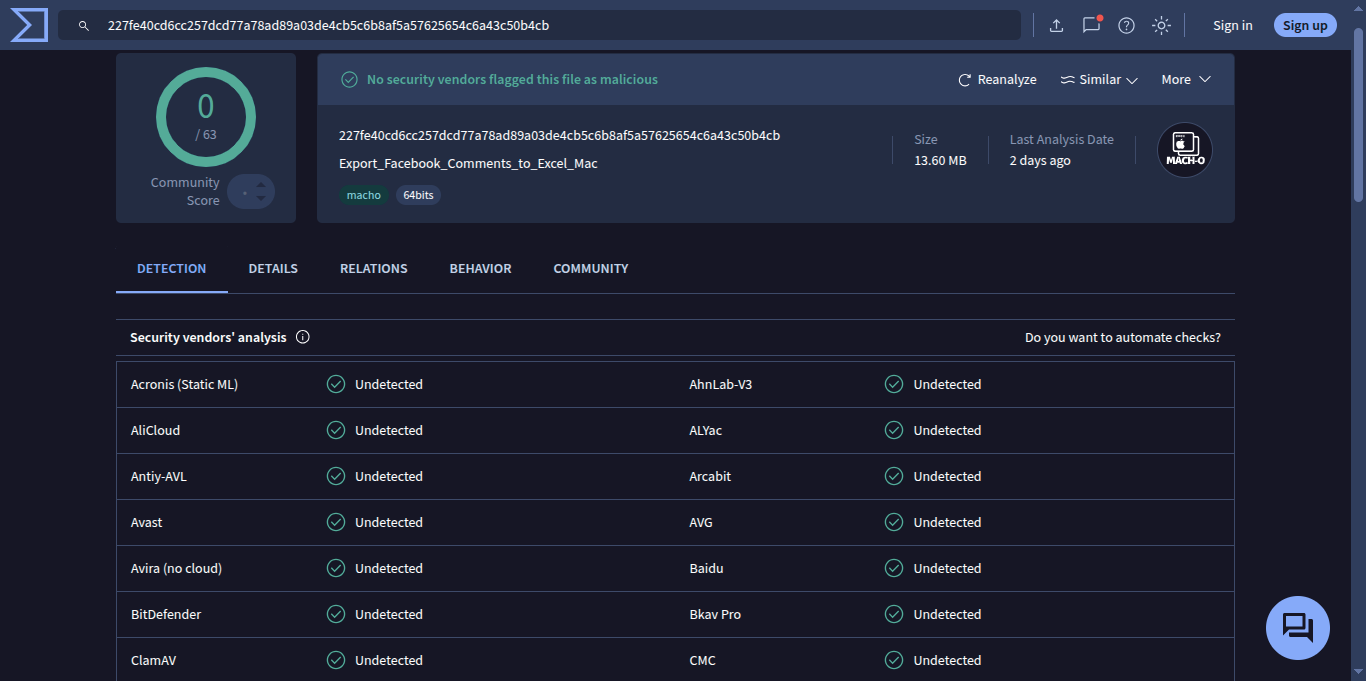 227fe40cd6cc257dcd77a78ad89a03de4cb5c6b8af5a57625654c6a43c50b4cb
Sign in
Sign up
0
/ 63
Community
Score
-
No security vendors flagged this file as malicious
Reanalyze
Similar
More
227fe40cd6cc257dcd77a78ad89a03de4cb5c6b8af5a57625654c6a43c50b4cb
Export_Facebook_Comments_to_Excel_Mac
macho
64bits
Size
13.60 MB
Last Analysis Date
2 days ago
MACH-O
DETECTION
DETAILS
RELATIONS
BEHAVIOR
COMMUNITY
Security vendors' analysis
Do you want to automate checks?
Acronis (Static ML) Undetected AhnLab-V3 Undetected
AliCloud Undetected ALYac Undetected
Antiy-AVL Undetected Arcabit Undetected
Avast Undetected AVG Undetected
Avira (no cloud) Undetected Baidu Undetected
BitDefender Undetected Bkav Pro Undetected
ClamAV Undetected CMC Undetected